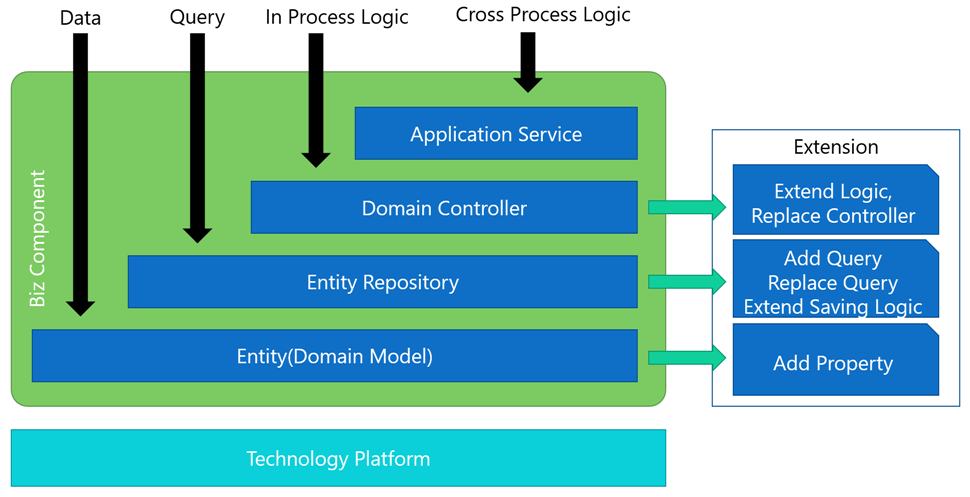 Data
Query
In Process Logic
Cross Process Logic
Application Service
Extension
Domain Controller
Extend Logic,
Replace Controller
Biz Component
Entity Repository
Add Query
Replace Query
Extend Saving Logic
Entity(Domain Model)
Add Property
Technology Platform